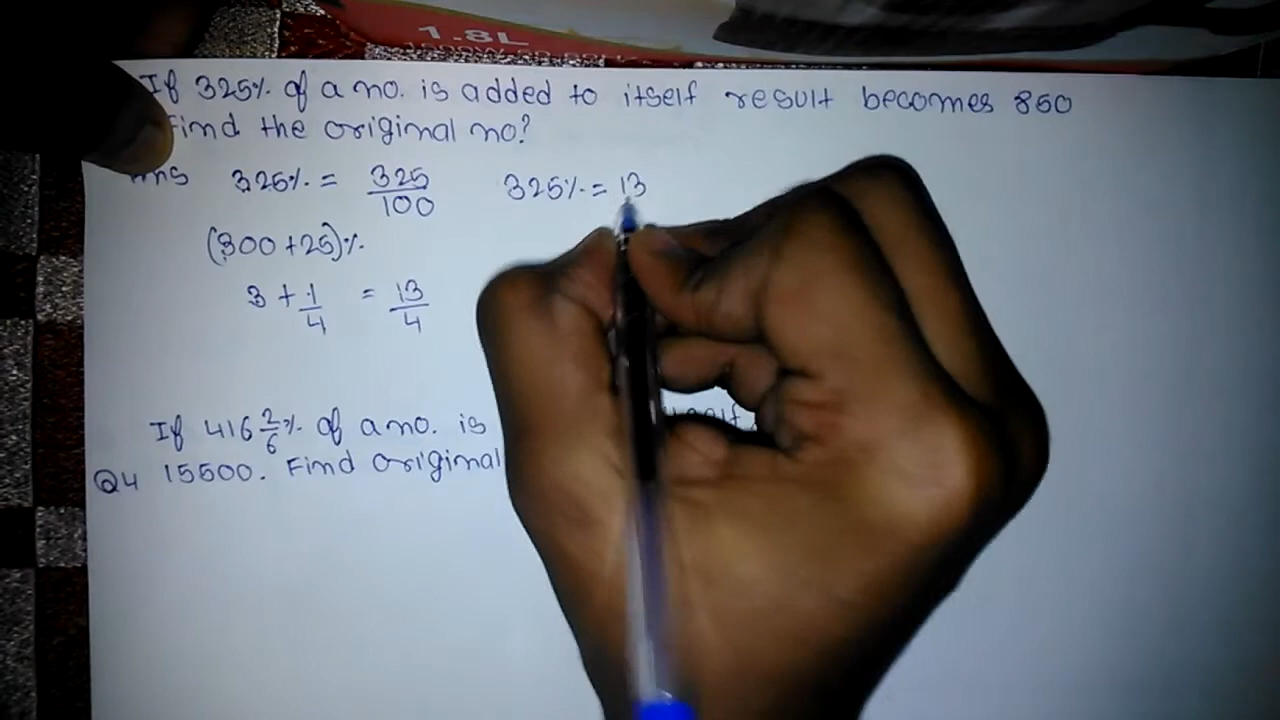 1.8L
If 325% of a no. is added to itself result becomes 850
Find the original no?
Ans 325% = 325/100 325% = 13
(300+25)%
3 + 1/4 = 13/4
If 416 2/6% of a no. is
Q4 15500. Find original